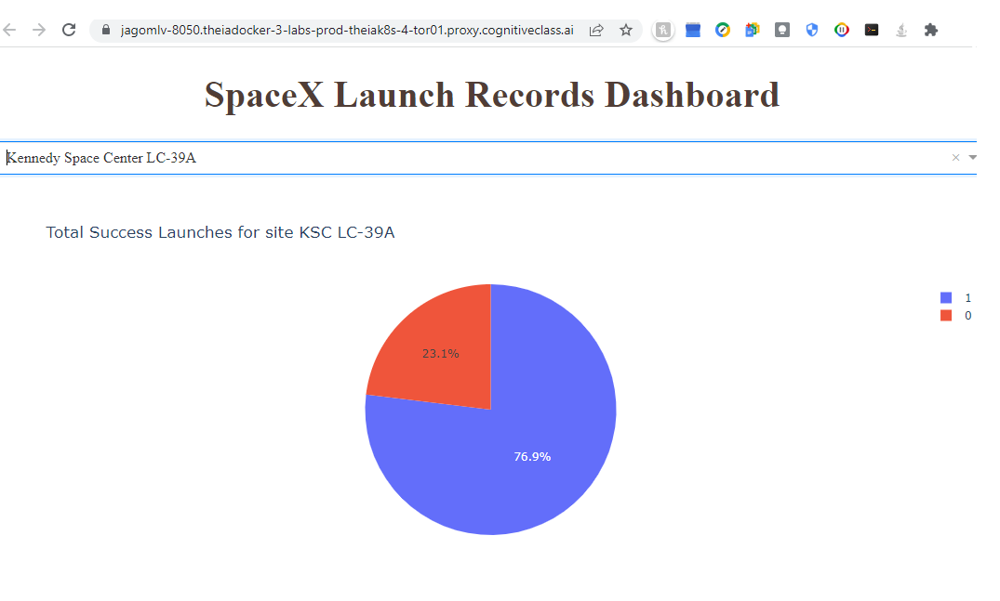 jagomlv-8050.theiadocker-3-labs-prod-theiak8s-4-tor01.proxy.cognitiveclass.ai
SpaceX Launch Records Dashboard
Kennedy Space Center LC-39A
Total Success Launches for site KSC LC-39A
1
0
23.1%
76.9%